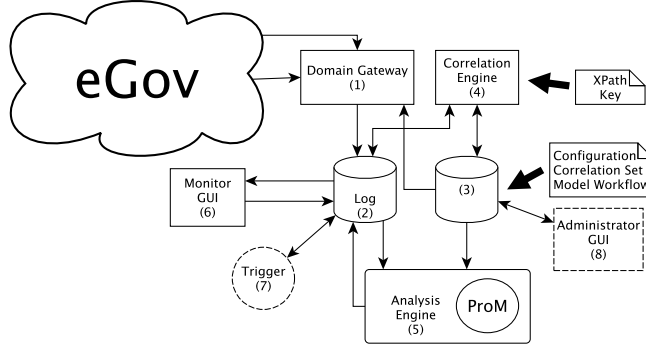 eGov
Domain Gateway
(1)
Correlation
Engine
(4)
XPath
Key
Monitor
GUI
(6)
Log
(2)
(3)
Configuration
Correlation Set
Model Workflow
Trigger
(7)
Administrator
GUI
(8)
Analysis
Engine
(5)
ProM